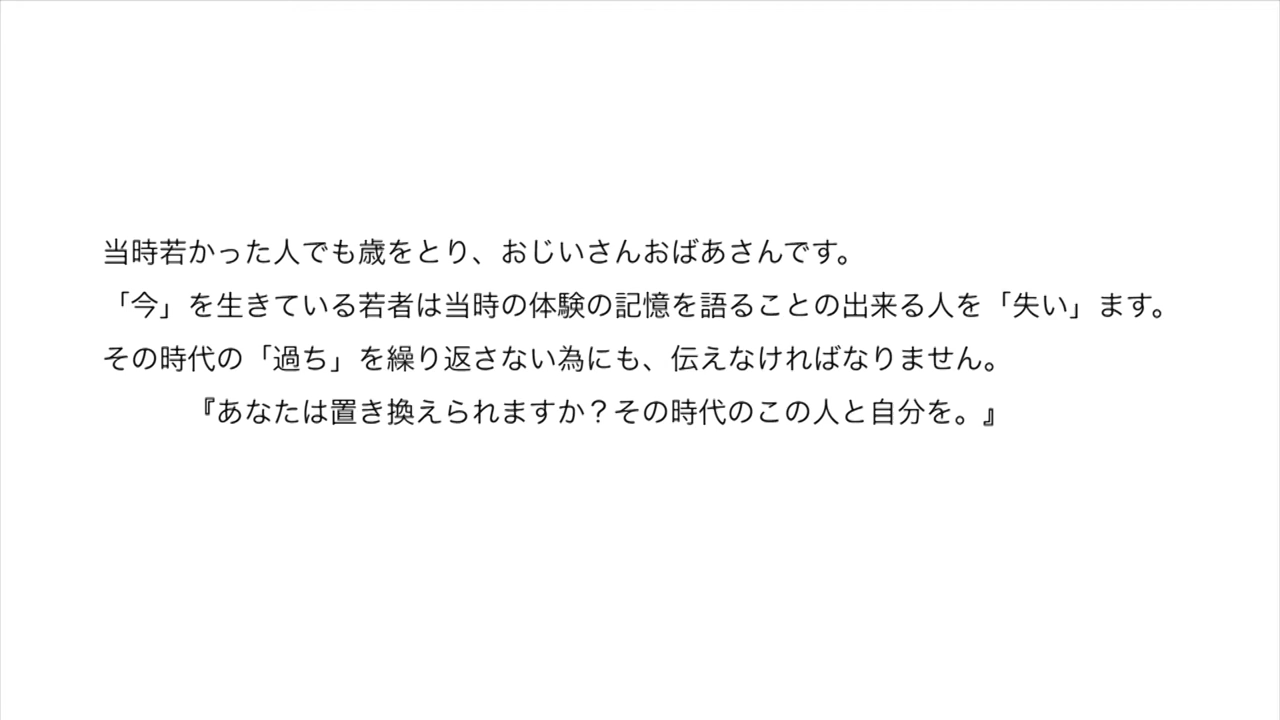 当時若かった人でも歳をとり、おじいさんおばあさんです。
「今」を生きている若者は当時の体験の記憶を語ることの出来る人を「失い」ます。
その時代の「過ち」を繰り返さない為にも、伝えなければなりません。
『あなたは置き換えられますか？その時代のこの人と自分を。』